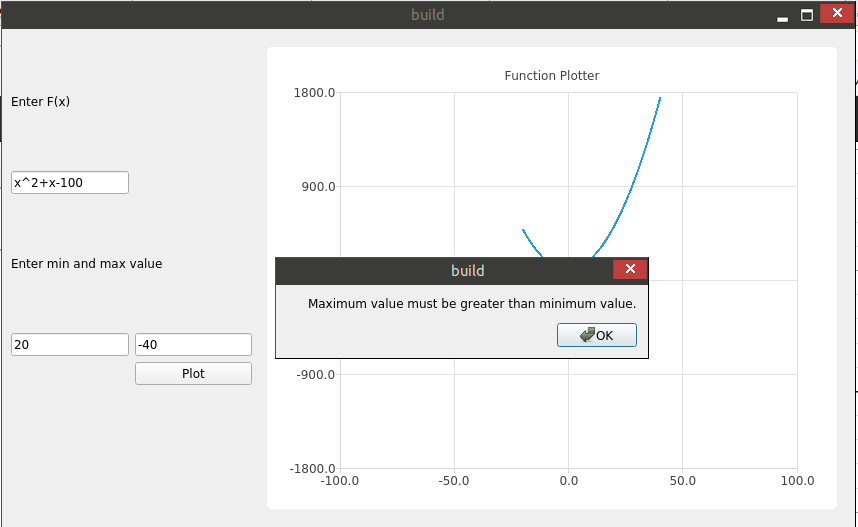 build
Enter F(x)
x^2+x-100
Enter min and max value
20
-40
Plot
Function Plotter
1800.0
900.0
-900.0
-1800.0
-100.0
-50.0
0.0
50.0
100.0
build
Maximum value must be greater than minimum value.
OK